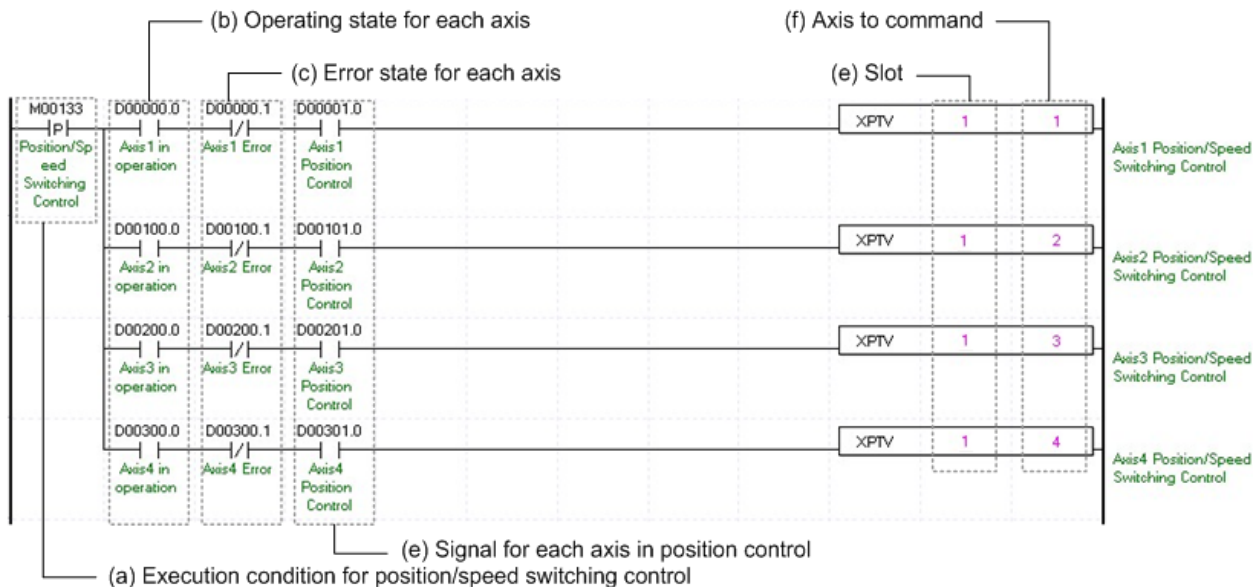 (b) Operating state for each axis
(f) Axis to command
(c) Error state for each axis
(e) Slot
M00133
D00000.0
D00000.1
D00001.0
P
XPTV
1
1
Position/Sp
eed
Switching
Control
Axis1 in
operation
Axis1 Error
Axis1
Position
Control
Axis1 Position/Speed
Switching Control
D00100.0
D00100.1
D00101.0
XPTV
1
2
Axis2 in
operation
Axis2 Error
Axis2
Position
Control
Axis2 Position/Speed
Switching Control
D00200.0
D00200.1
D00201.0
XPTV
1
3
Axis3 in
operation
Axis3 Error
Axis3
Position
Control
Axis3 Position/Speed
Switching Control
D00300.0
D00300.1
D00301.0
XPTV
1
4
Axis4 in
operation
Axis4 Error
Axis4
Position
Control
Axis4 Position/Speed
Switching Control
(e) Signal for each axis in position control
(a) Execution condition for position/speed switching control